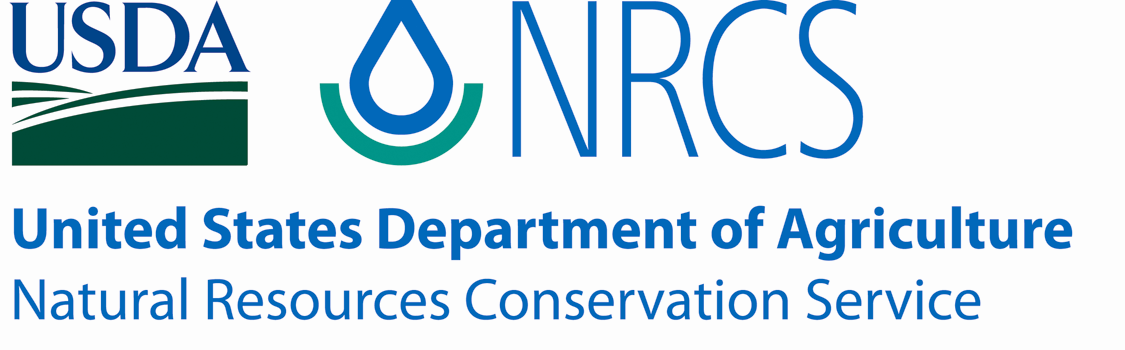 USDA NRCS
United States Department of Agriculture
Natural Resources Conservation Service